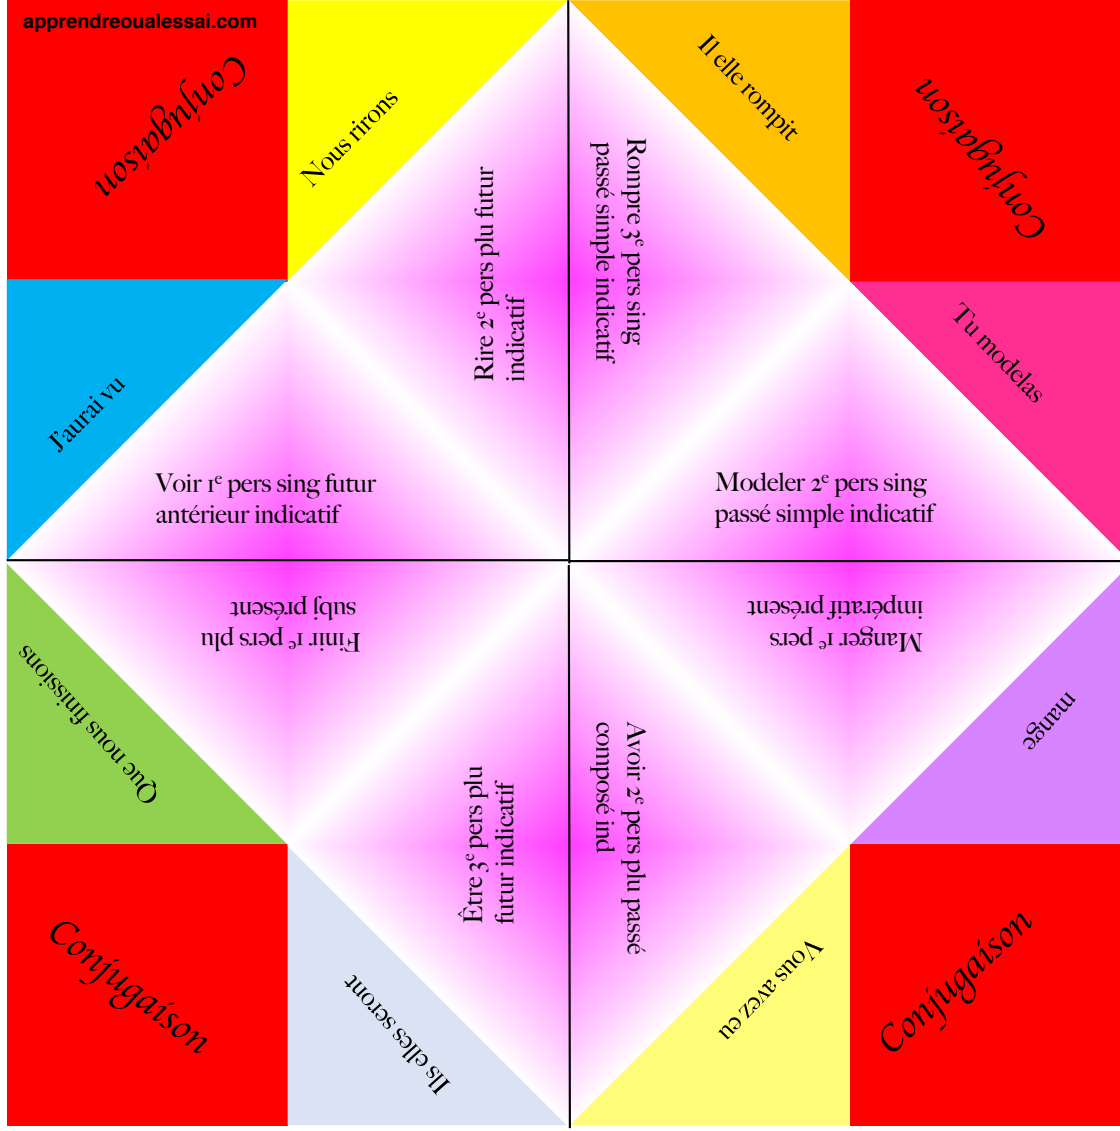 apprendreoualessai.com
Conjugaison
Nous rirons
Il elle rompit
Conjugaison
J'aurai vu
Rire 2e pers plu futur
indicatif
Rompre 3e pers sing
passé simple indicatif
Tu modelas
Voir 1e pers sing futur
antérieur indicatif
Modeler 2e pers sing
passé simple indicatif
Que nous finissions
Finir 1e pers plu
subj présent
Manger 1e pers
impératif présent
mange
Être 3e pers plu
futur indicatif
Avoir 2e pers plu passé
composé ind
Conjugaison
Ils elles seront
Vous avez eu
Conjugaison